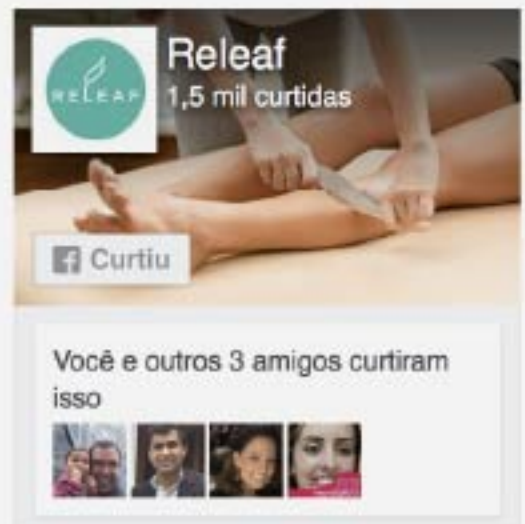 Releaf
RELEAF
1,5 mil curtidas
Curtiu
Você e outros 3 amigos curtiram
isso